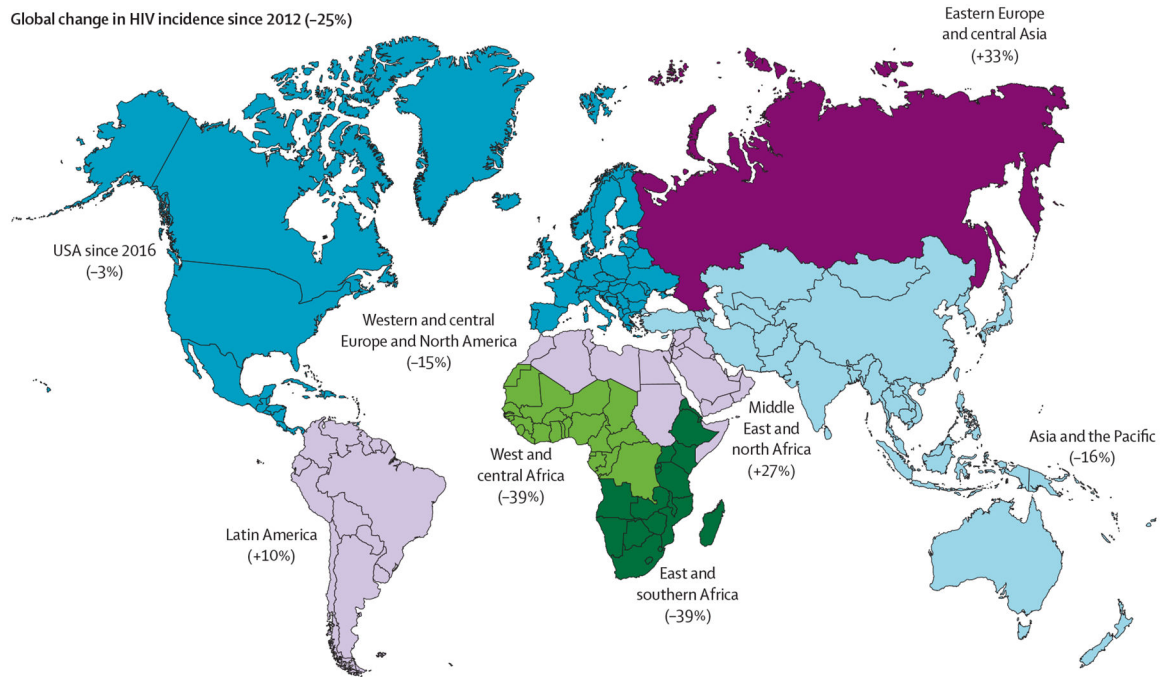 Global change in HIV incidence since 2012 (–25%)
Eastern Europe
and central Asia
(+33%)
USA since 2016
(–3%)
Western and central
Europe and North America
(–15%)
Middle
East and
north Africa
(+27%)
Asia and the Pacific
(–16%)
West and
central Africa
(–39%)
Latin America
(+10%)
East and
southern Africa
(–39%)